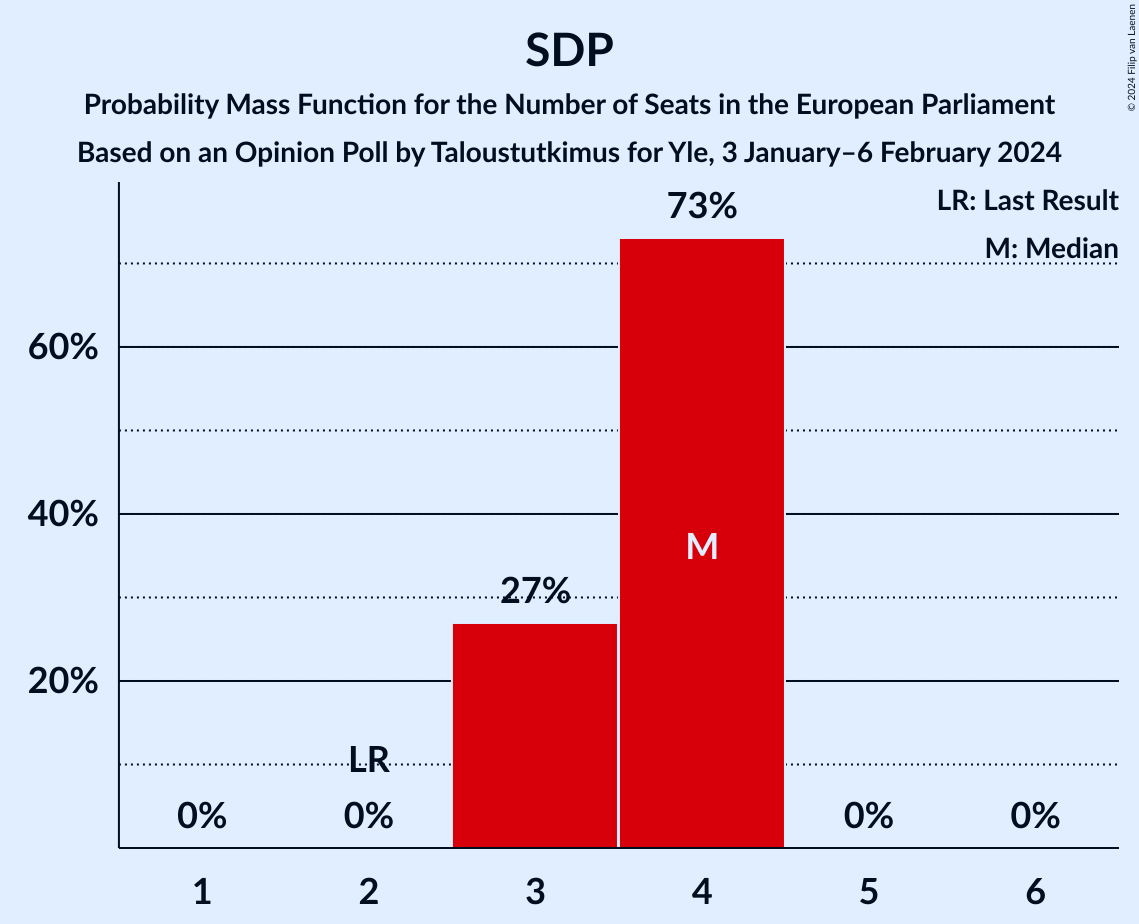 SDP
Probability Mass Function for the Number of Seats in the European Parliament
Based on an Opinion Poll by Taloustutkimus for Yle, 3 January–6 February 2024
© 2024 Filip van Laenen
LR: Last Result
M: Median
73%
60%
40%
M
27%
20%
LR
0%
0%
0%
0%
1
2
3
4
5
6